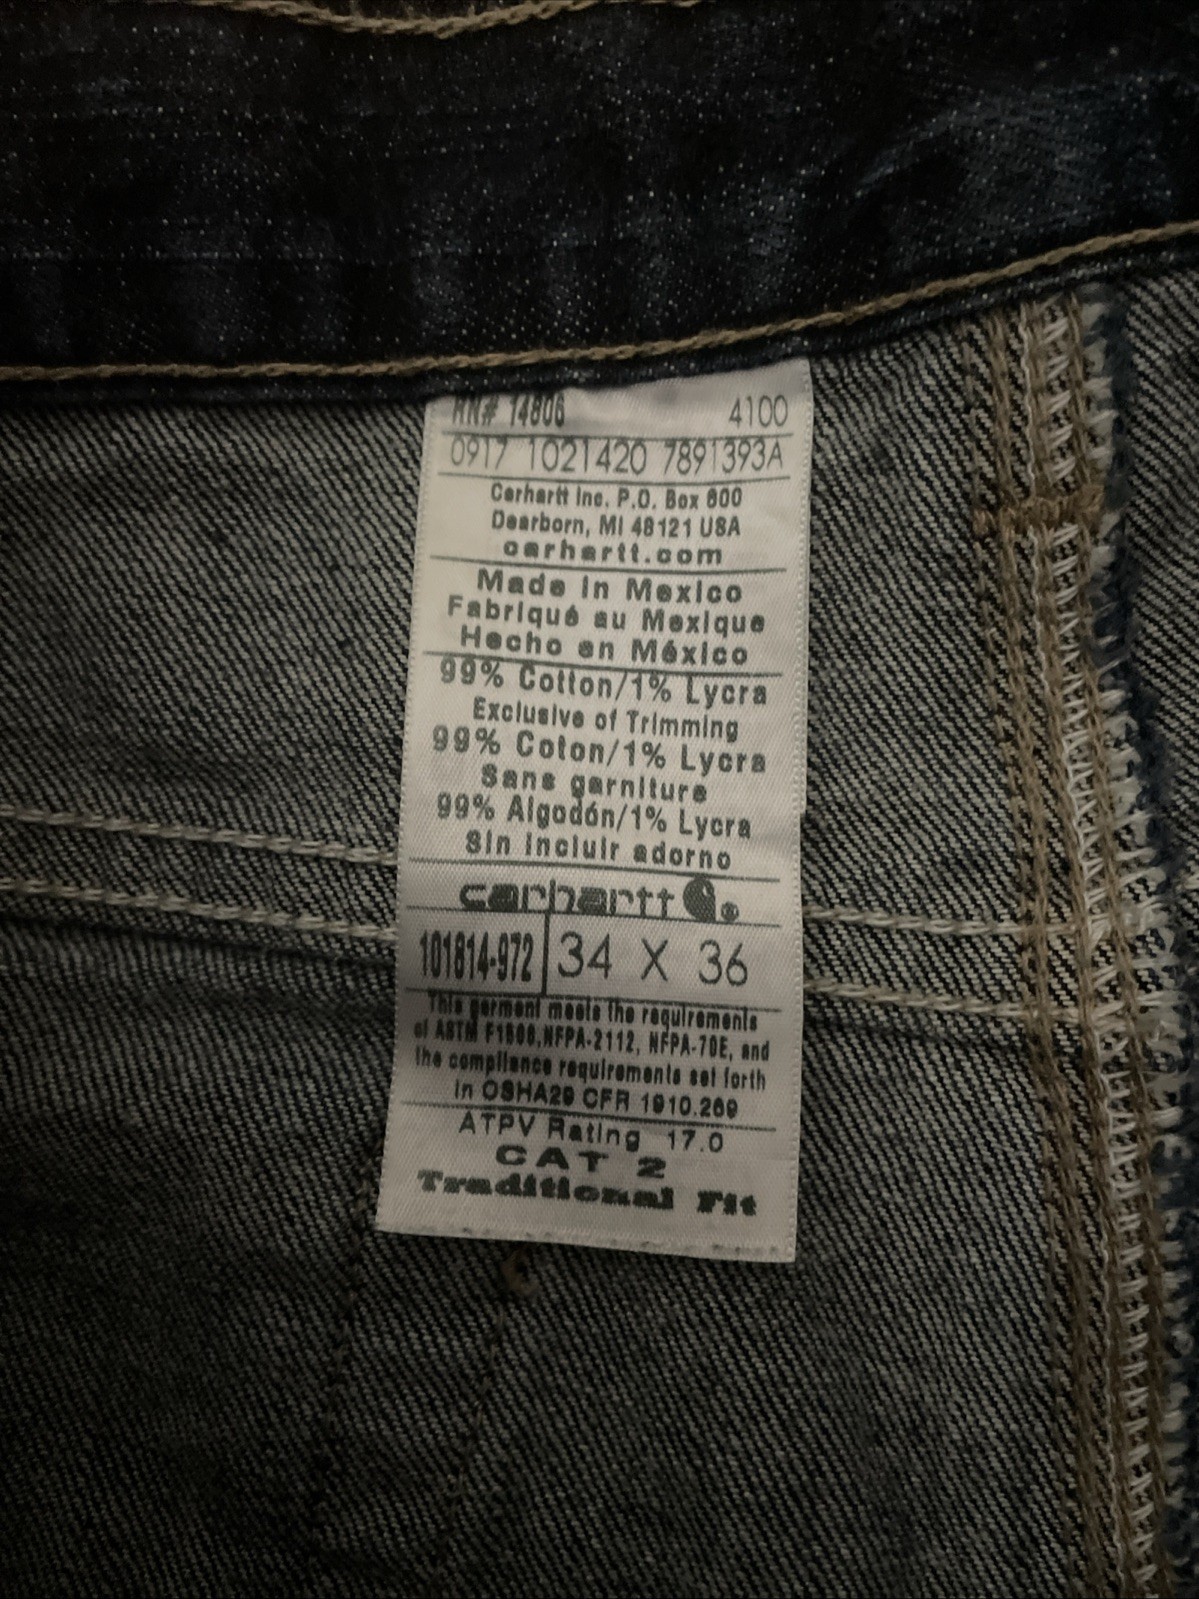 RN# 14806 4100
0917 1021420 7891393A
Carhartt Inc. P.O. Box 600
Dearborn, MI 48121 USA
carhartt.com
Made in Mexico
Fabriqué au Mexique
Hecho en México
99% Cotton/1% Lycra
Exclusive of Trimming
99% Coton/1% Lycra
Sans garniture
99% Algodón/1% Lycra
Sin incluir adorno
carhartt ®
101814-972 34 X 36
This garment meets the requirements
of ASTM F1506,NFPA-2112, NFPA-70E, and
the compliance requirements set forth
in OSHA29 CFR 1910.269
ATPV Rating 17.0
CAT 2
Traditional Fit